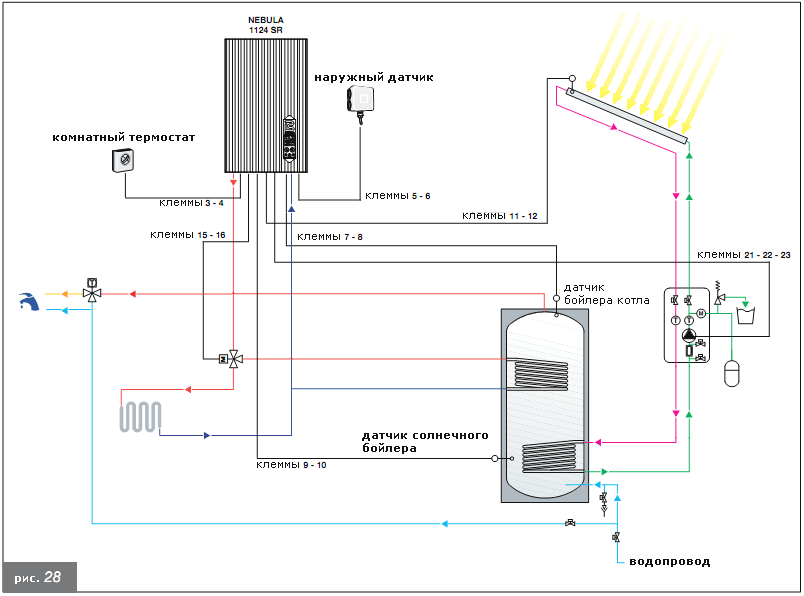 NEBULA
1124 SR
наружный датчик
комнатный термостат
клеммы 3 - 4
клеммы 5 - 6
клеммы 11 - 12
клеммы 15 - 16
клеммы 7 - 8
клеммы 21 - 22 - 23
T
датчик
бойлера котла
T
T
M
M
датчик солнечного
бойлера
клеммы 9 - 10
водопровод
рис. 28